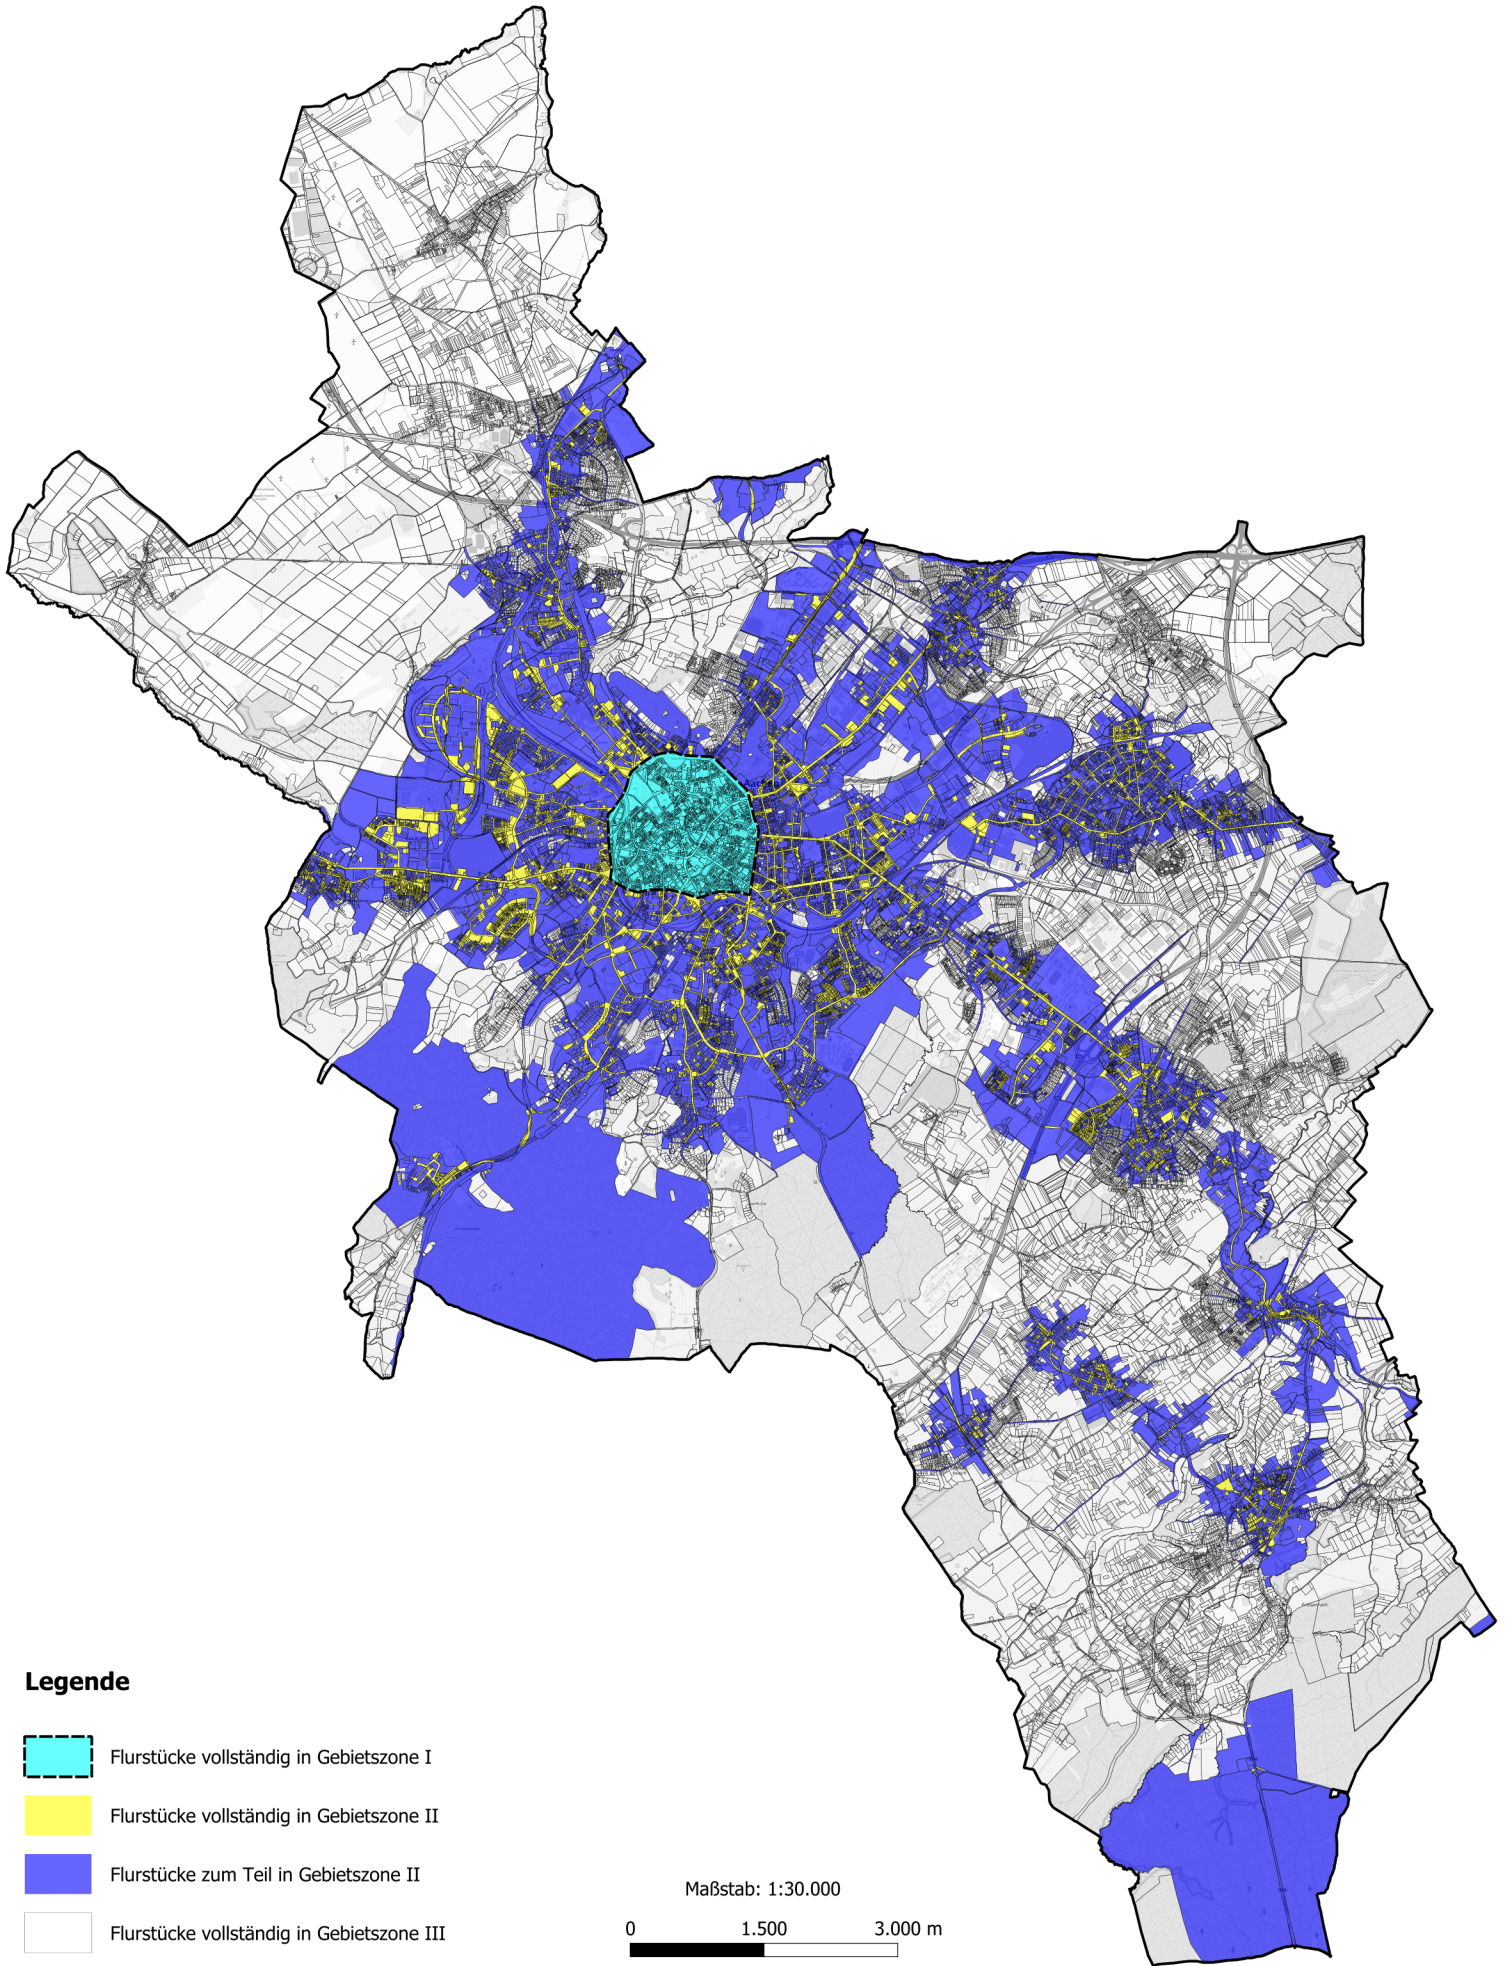 Aachen
Legende
Flurstücke vollständig in Gebietszone I
Flurstücke vollständig in Gebietszone II
Flurstücke zum Teil in Gebietszone II
Flurstücke vollständig in Gebietszone III
Maßstab: 1:30.000
0 1.500 3.000 m